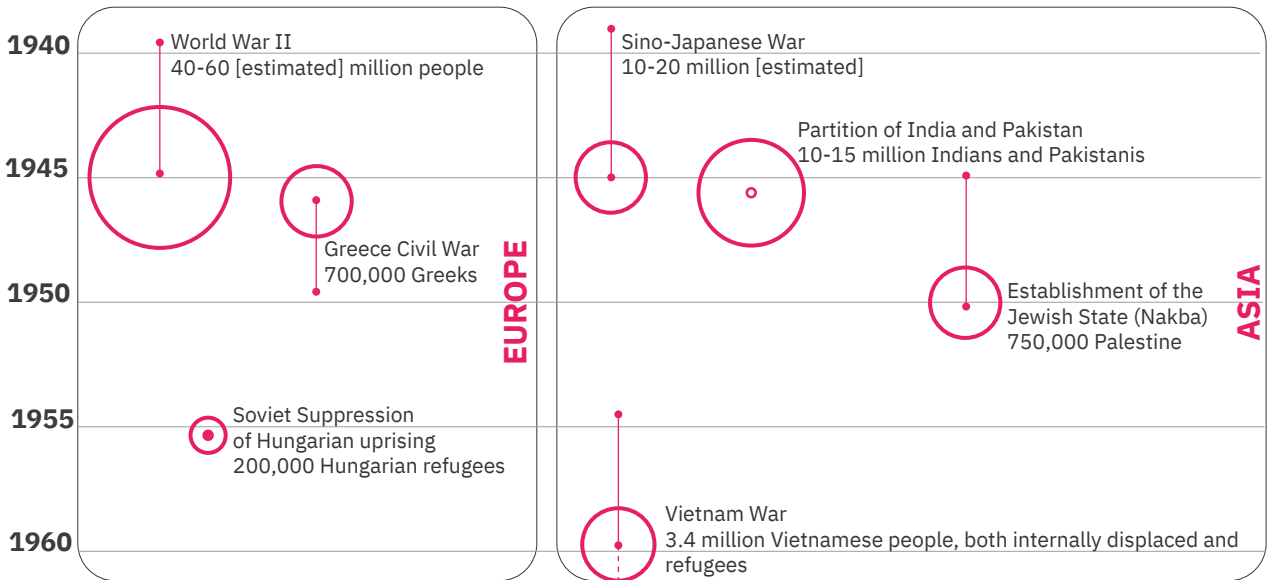 1940
1945
1950
1955
1960
World War II
40-60 [estimated] million people
Greece Civil War
700,000 Greeks
EUROPE
Soviet Suppression
of Hungarian uprising
200,000 Hungarian refugees
Sino-Japanese War
10-20 million [estimated]
Partition of India and Pakistan
10-15 million Indians and Pakistanis
Establishment of the
Jewish State (Nakba)
750,000 Palestine
ASIA
Vietnam War
3.4 million Vietnamese people, both internally displaced and
refugees